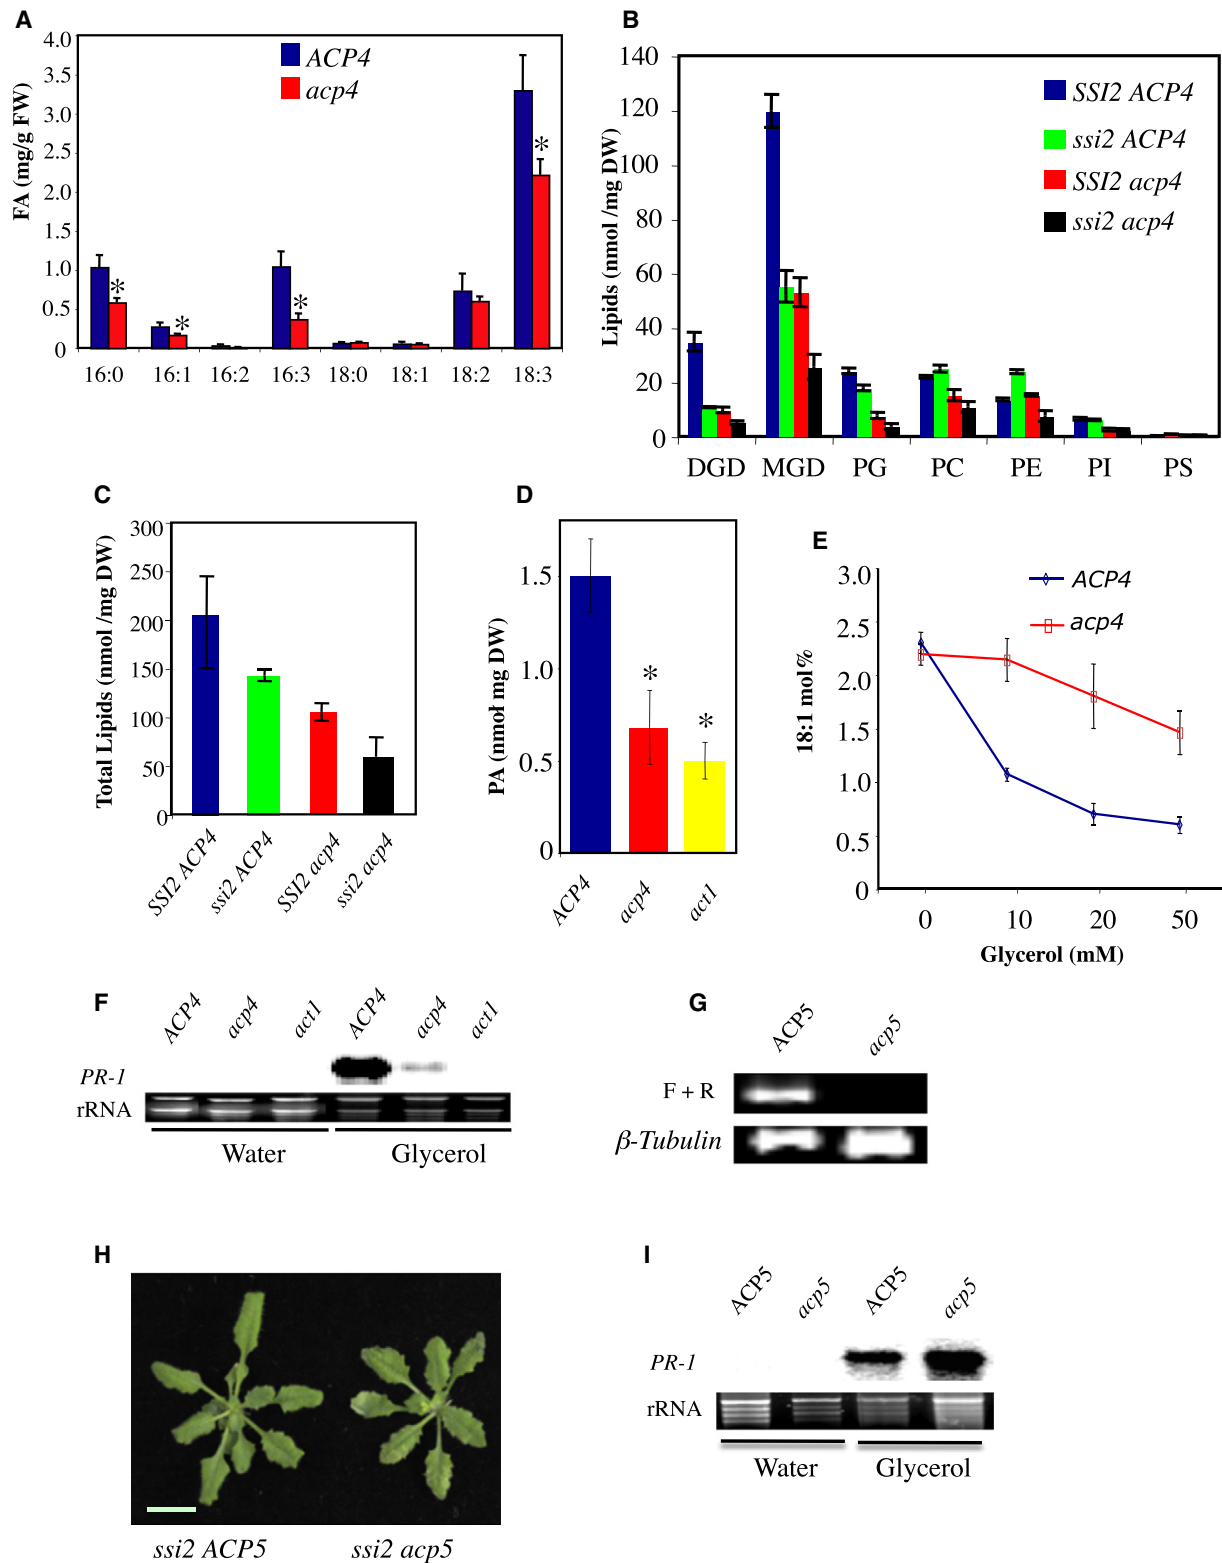 A
FA (mg/g FW)
4.0
3.5
3.0
2.5
2.0
1.5
1.0
0.5
0
ACP4
acp4
*
*
*
*
16:0 16:1 16:2 16:3 18:0 18:1 18:2 18:3
B
Lipids (nmol /mg DW)
140
120
100
80
60
40
20
0
SSI2 ACP4
ssi2 ACP4
SSI2 acp4
ssi2 acp4
DGD MGD PG PC PE PI PS
C
Total Lipids (nmol /mg DW)
300
250
200
150
100
50
0
SSI2 ACP4
ssi2 ACP4
SSI2 acp4
ssi2 acp4
D
PA (nmol mg DW)
1.5
1.0
0.5
0
*
*
ACP4
acp4
act1
E
18:1 mol%
3.0
2.5
2.0
1.5
1.0
0.5
0
ACP4
acp4
0 10 20 50
Glycerol (mM)
F
ACP4 acp4 act1 ACP4 acp4 act1
PR-1
rRNA
Water Glycerol
G
ACP5 acp5
F + R
β-Tubulin
H
ssi2 ACP5 ssi2 acp5
I
ACP5 acp5 ACP5 acp5
PR-1
rRNA
Water Glycerol